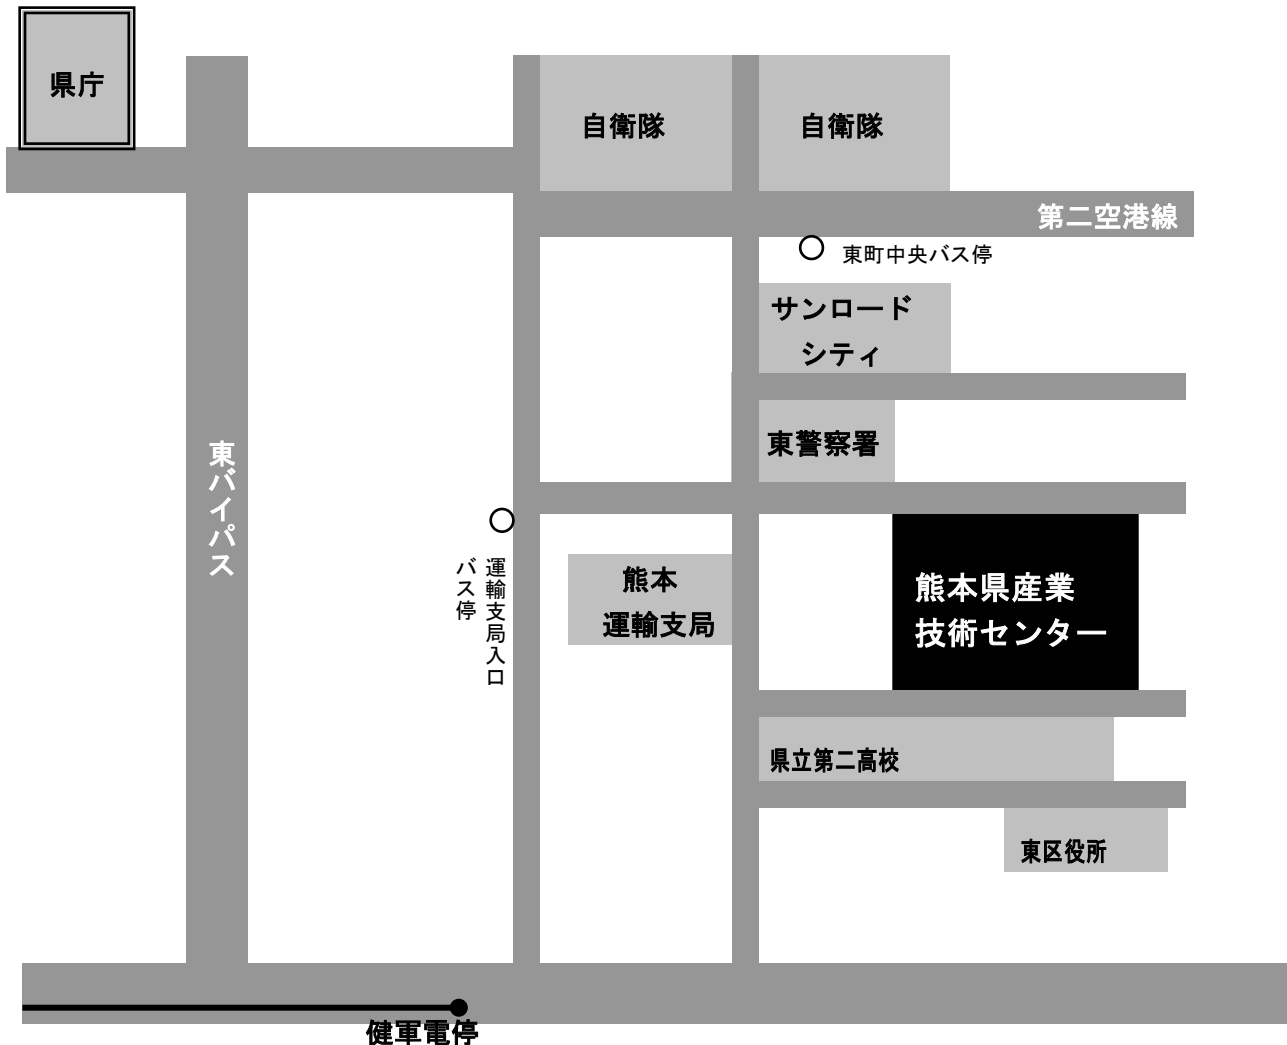 県庁
自衛隊
自衛隊
第二空港線
東町中央バス停
サンロード
シティ
東警察署
東バイパス
運輸支局入口
バス停
熊本
運輸支局
熊本県産業
技術センター
県立第二高校
東区役所
健軍電停